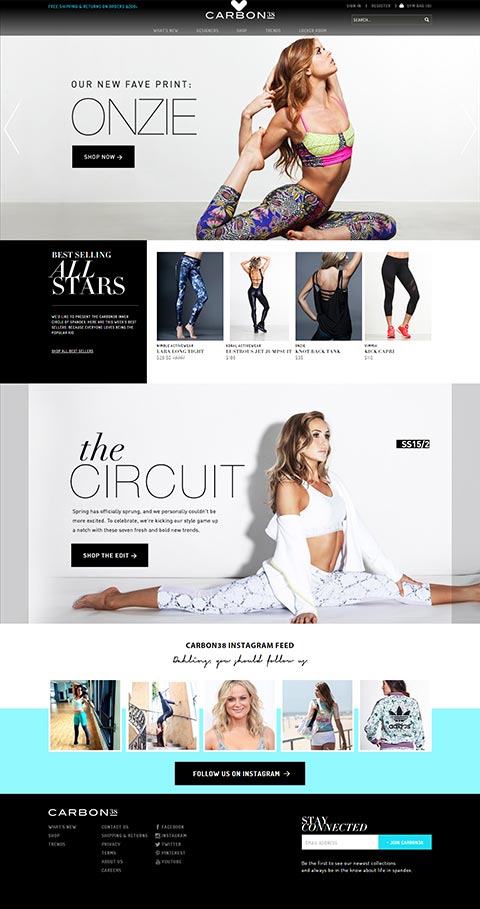 FREE SHIPPING & RETURNS ON ORDERS $200+
CARBON38
SIGN IN | REGISTER | GYM BAG (0)
SEARCH...
WHAT'S NEW DESIGNERS SHOP TRENDS LOCKER ROOM
OUR NEW FAVE PRINT:
ONZIE
SHOP NOW →
BEST SELLING
ALL
STARS
WE'D LIKE TO PRESENT THE CARBON38 INNER
CIRCLE OF SPANDEX. HERE ARE THIS WEEK'S BEST
SELLERS. BECAUSE EVERYONE LOVES BEING THE
POPULAR KID.
SHOP ALL BEST SELLERS
NIMBLE ACTIVEWEAR
LARA LONG TIGHT
KORAL ACTIVEWEAR
LUSTROUS JET JUMPSUIT
ONZIE
KNOT BACK TANK
VIMMIA
KICK CAPRI
the
CIRCUIT
SS15/2
Spring has officially sprung, and we personally couldn't be
more excited. To celebrate, we're kicking our style game up
a notch with these seven fresh and bold new trends.
SHOP THE EDIT →
CARBON38 INSTAGRAM FEED
Dahling, you should follow us.
adidas
FOLLOW US ON INSTAGRAM →
CARBON38
WHAT'S NEW
SHOP
TRENDS
CONTACT US
SHIPPING & RETURNS
PRIVACY
TERMS
ABOUT US
CAREERS
FACEBOOK
INSTAGRAM
TWITTER
PINTEREST
YOUTUBE
STAY
CONNECTED
EMAIL ADDRESS
+ JOIN CARBON38
Be the first to see our newest collections
and always be in the know about life in spandex.